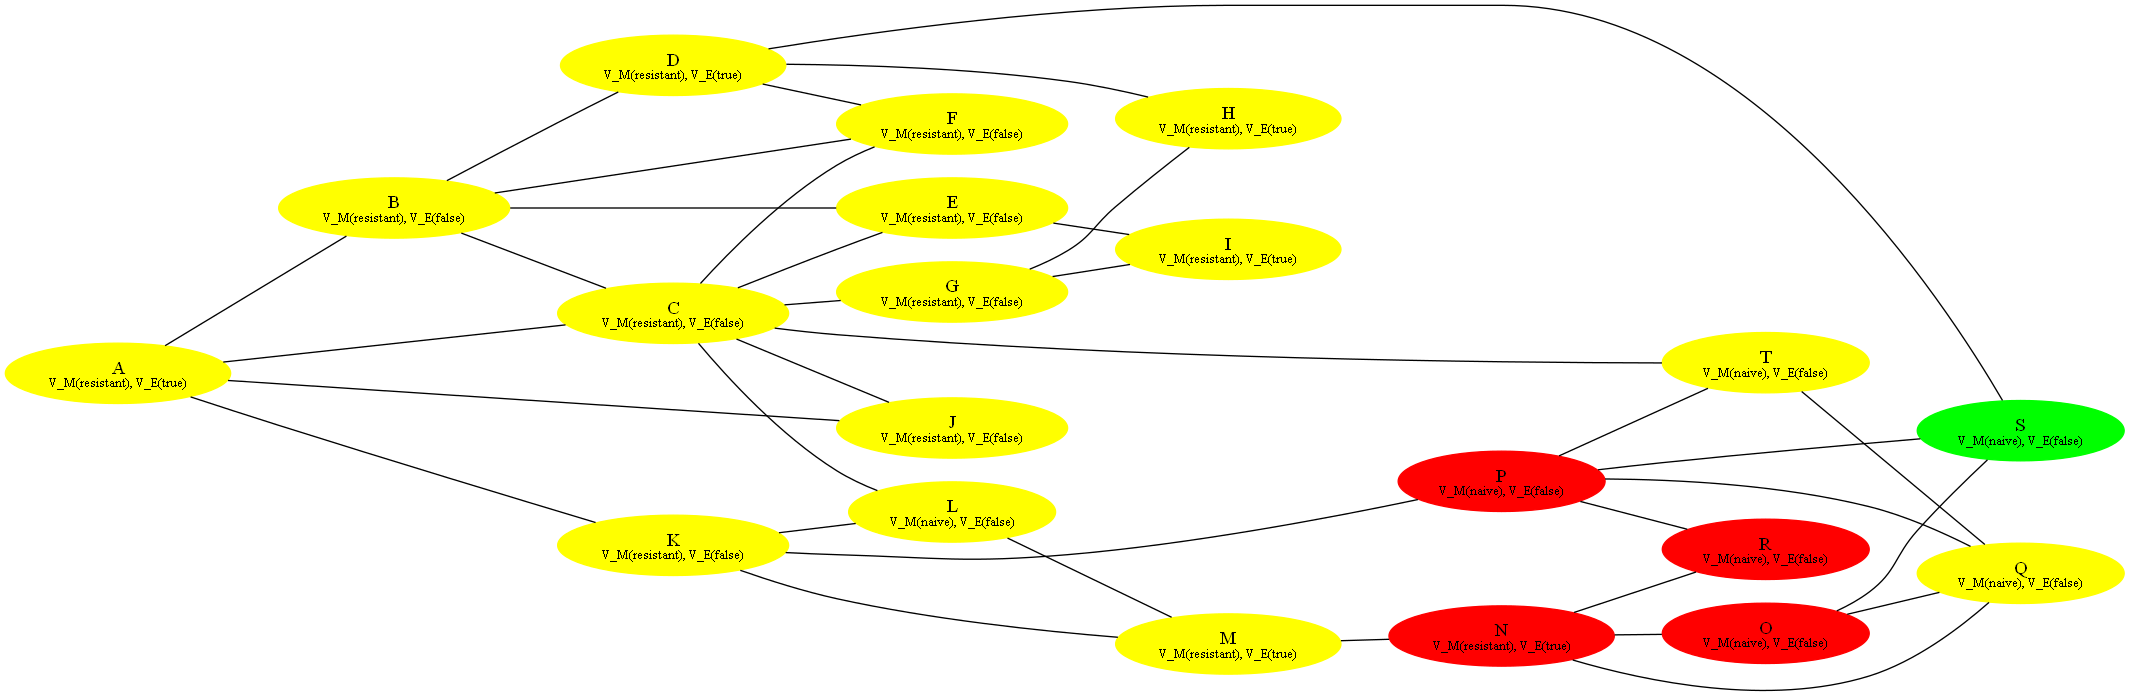 A
V_M(resistant), V_E(true)
B
V_M(resistant), V_E(false)
D
V_M(resistant), V_E(true)
C
V_M(resistant), V_E(false)
K
V_M(resistant), V_E(false)
F
V_M(resistant), V_E(false)
E
V_M(resistant), V_E(false)
G
V_M(resistant), V_E(false)
J
V_M(resistant), V_E(false)
L
V_M(naive), V_E(false)
H
V_M(resistant), V_E(true)
I
V_M(resistant), V_E(true)
M
V_M(resistant), V_E(true)
P
V_M(naive), V_E(false)
N
V_M(resistant), V_E(true)
T
V_M(naive), V_E(false)
R
V_M(naive), V_E(false)
O
V_M(naive), V_E(false)
S
V_M(naive), V_E(false)
Q
V_M(naive), V_E(false)